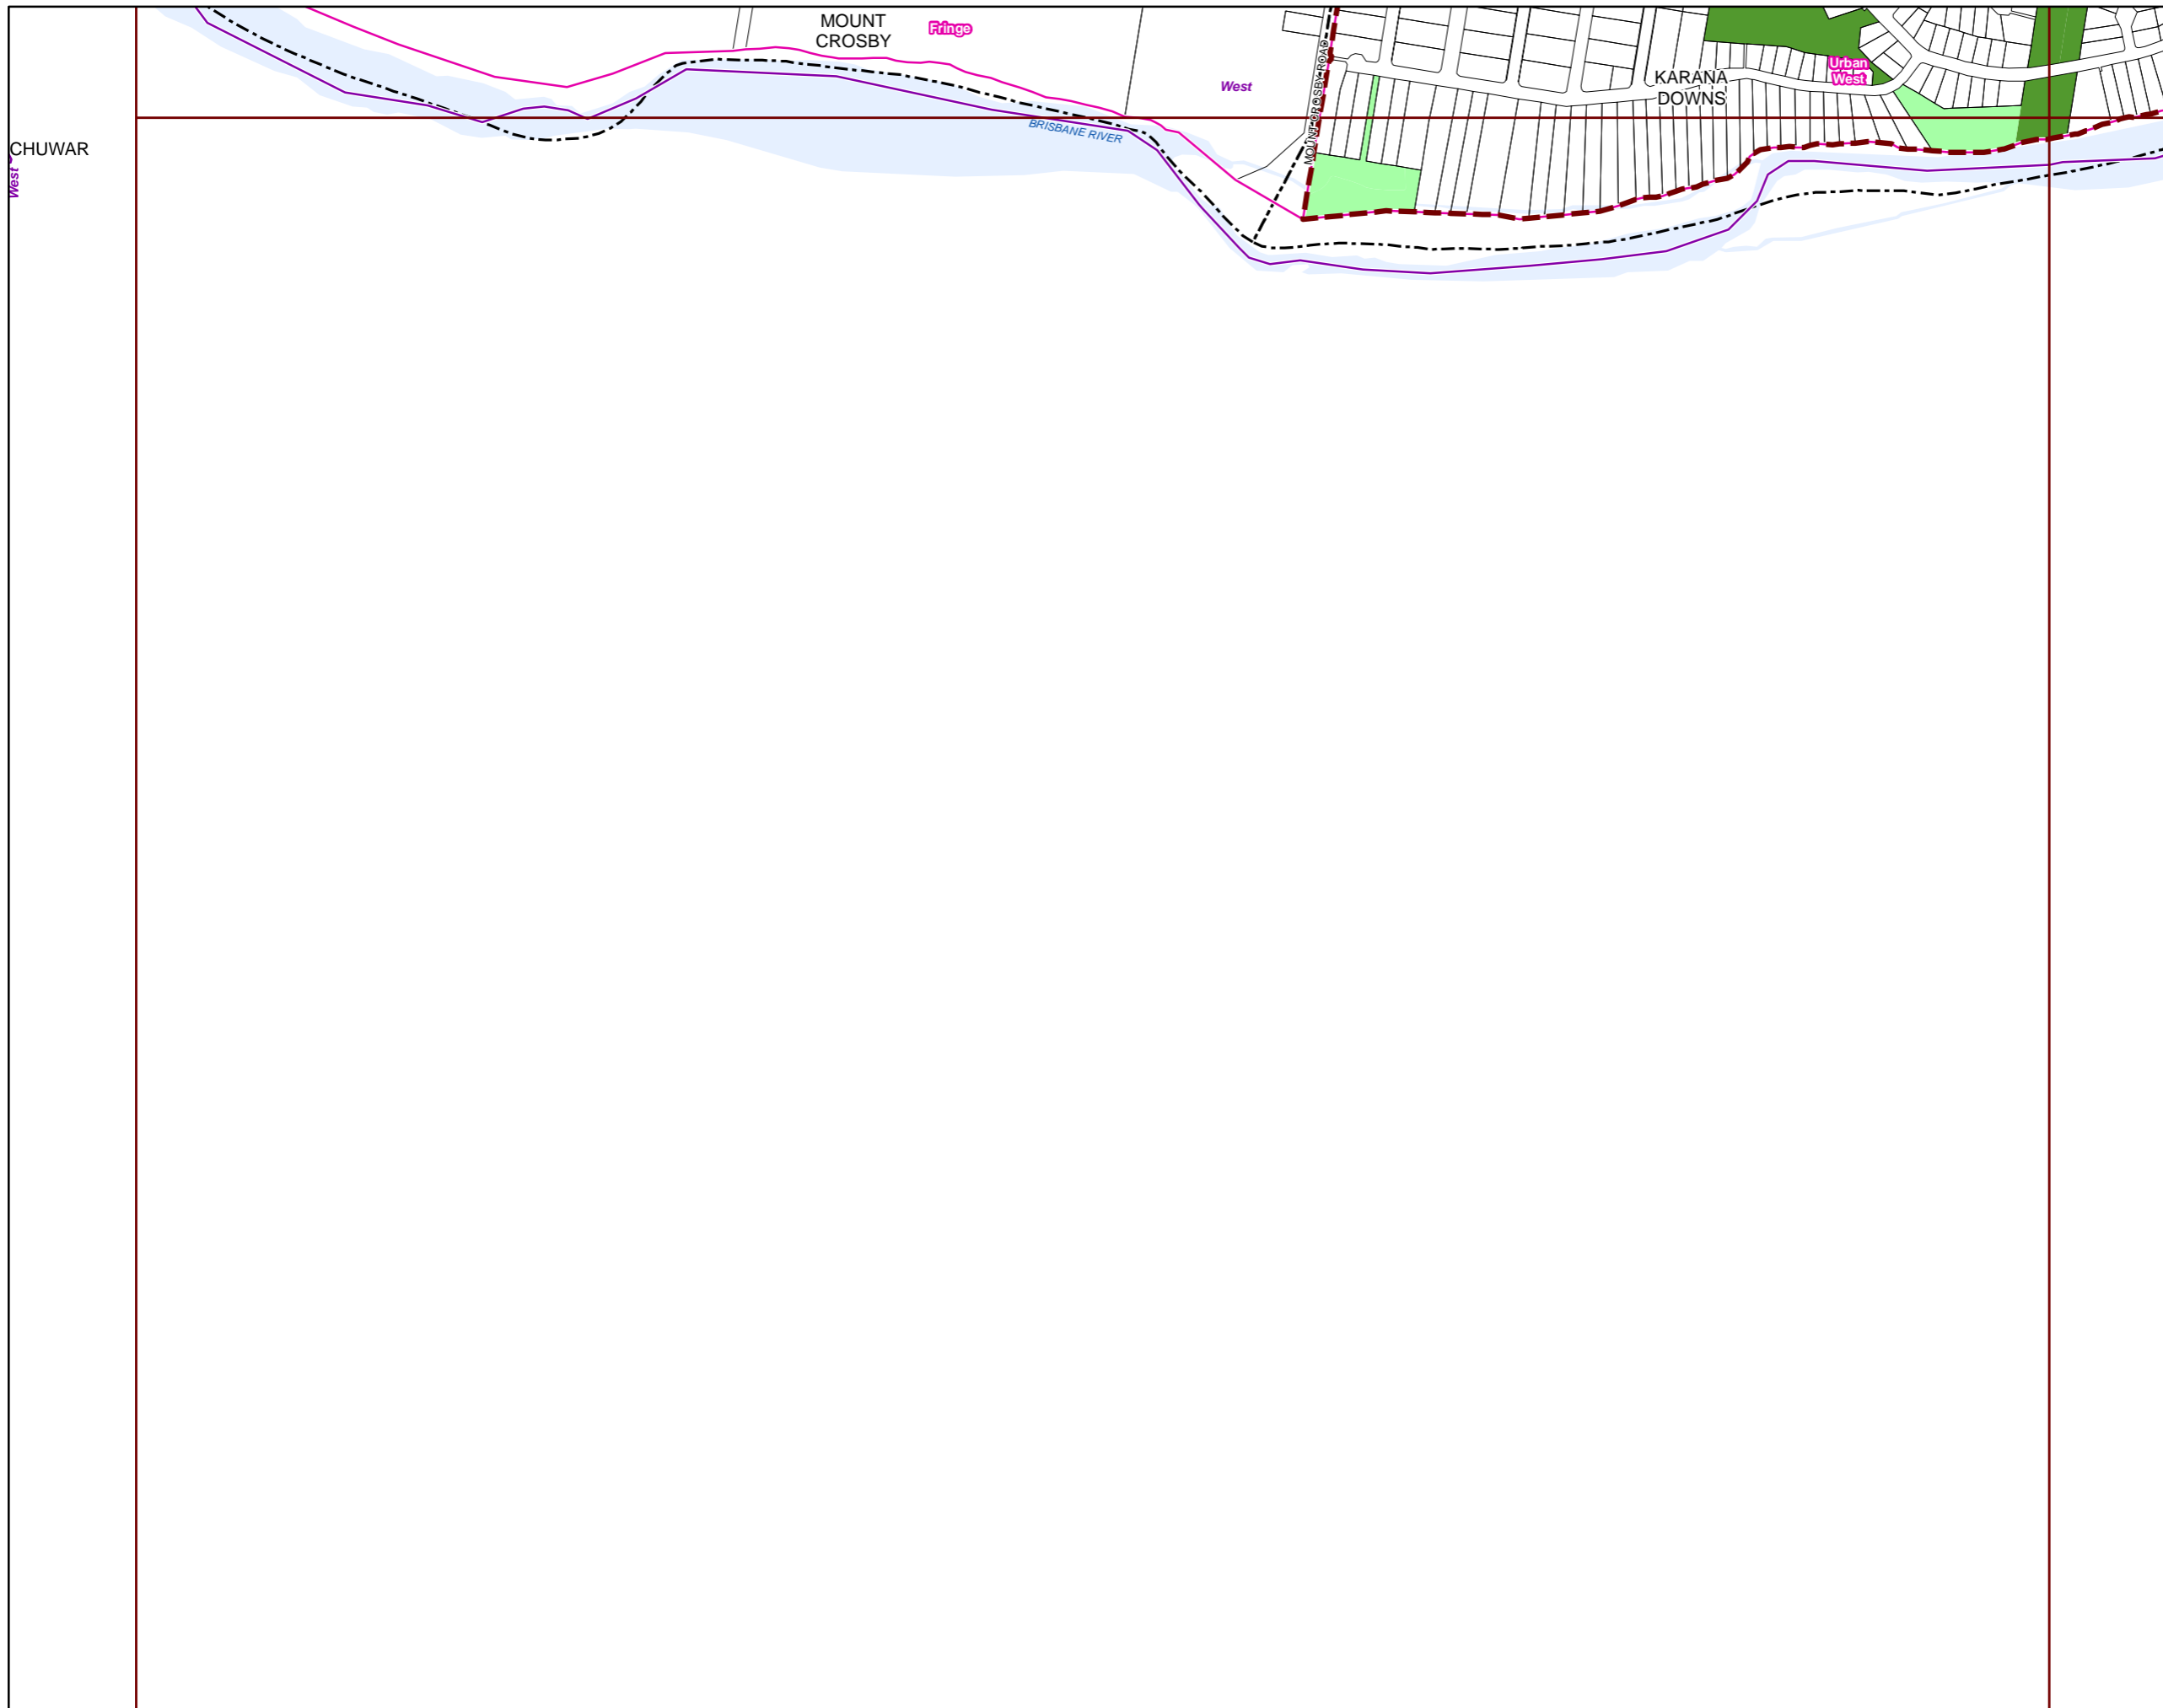 MOUNT
CROSBY
Fringe
West
MOUNT CROSBY ROAD
KARANA
DOWNS
Urban
West
BRISBANE RIVER
CHUWAR
West